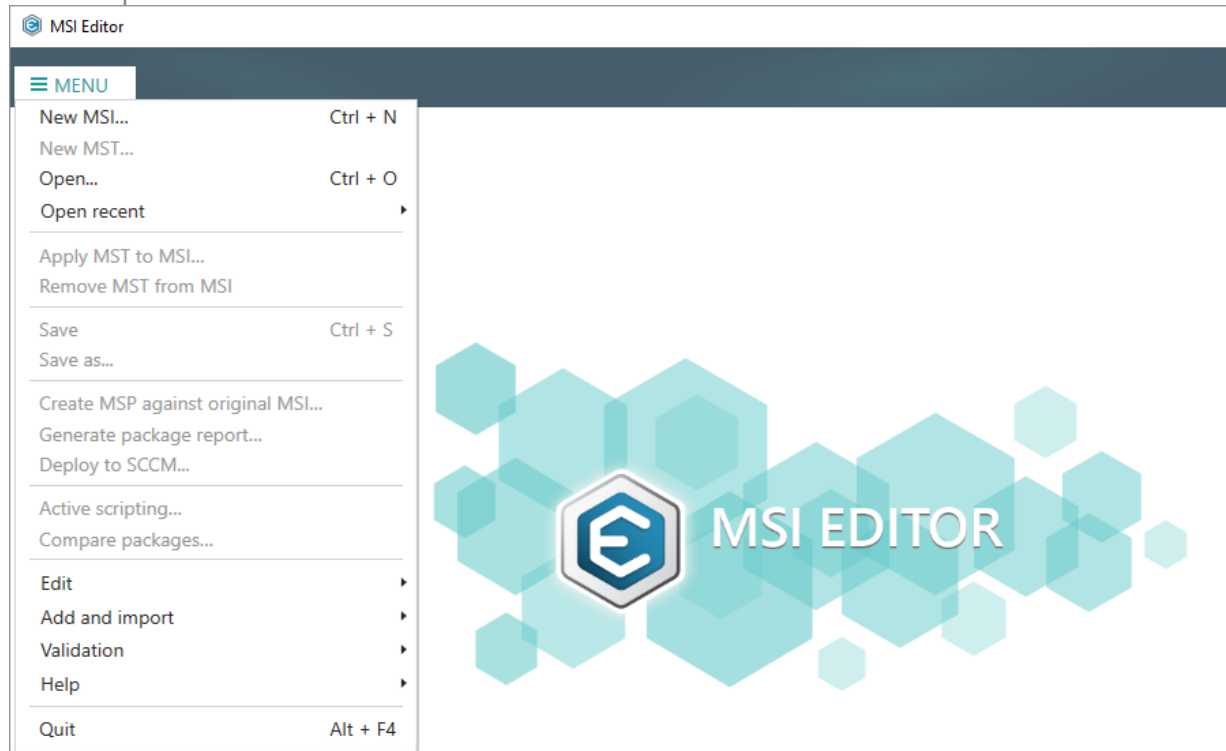 MSI Editor
MENU
New MSI... Ctrl + N
New MST...
Open... Ctrl + O
Open recent
Apply MST to MSI...
Remove MST from MSI
Save Ctrl + S
Save as...
Create MSP against original MSI...
Generate package report...
Deploy to SCCM...
Active scripting...
Compare packages...
Edit
Add and import
Validation
Help
Quit Alt + F4
MSI EDITOR